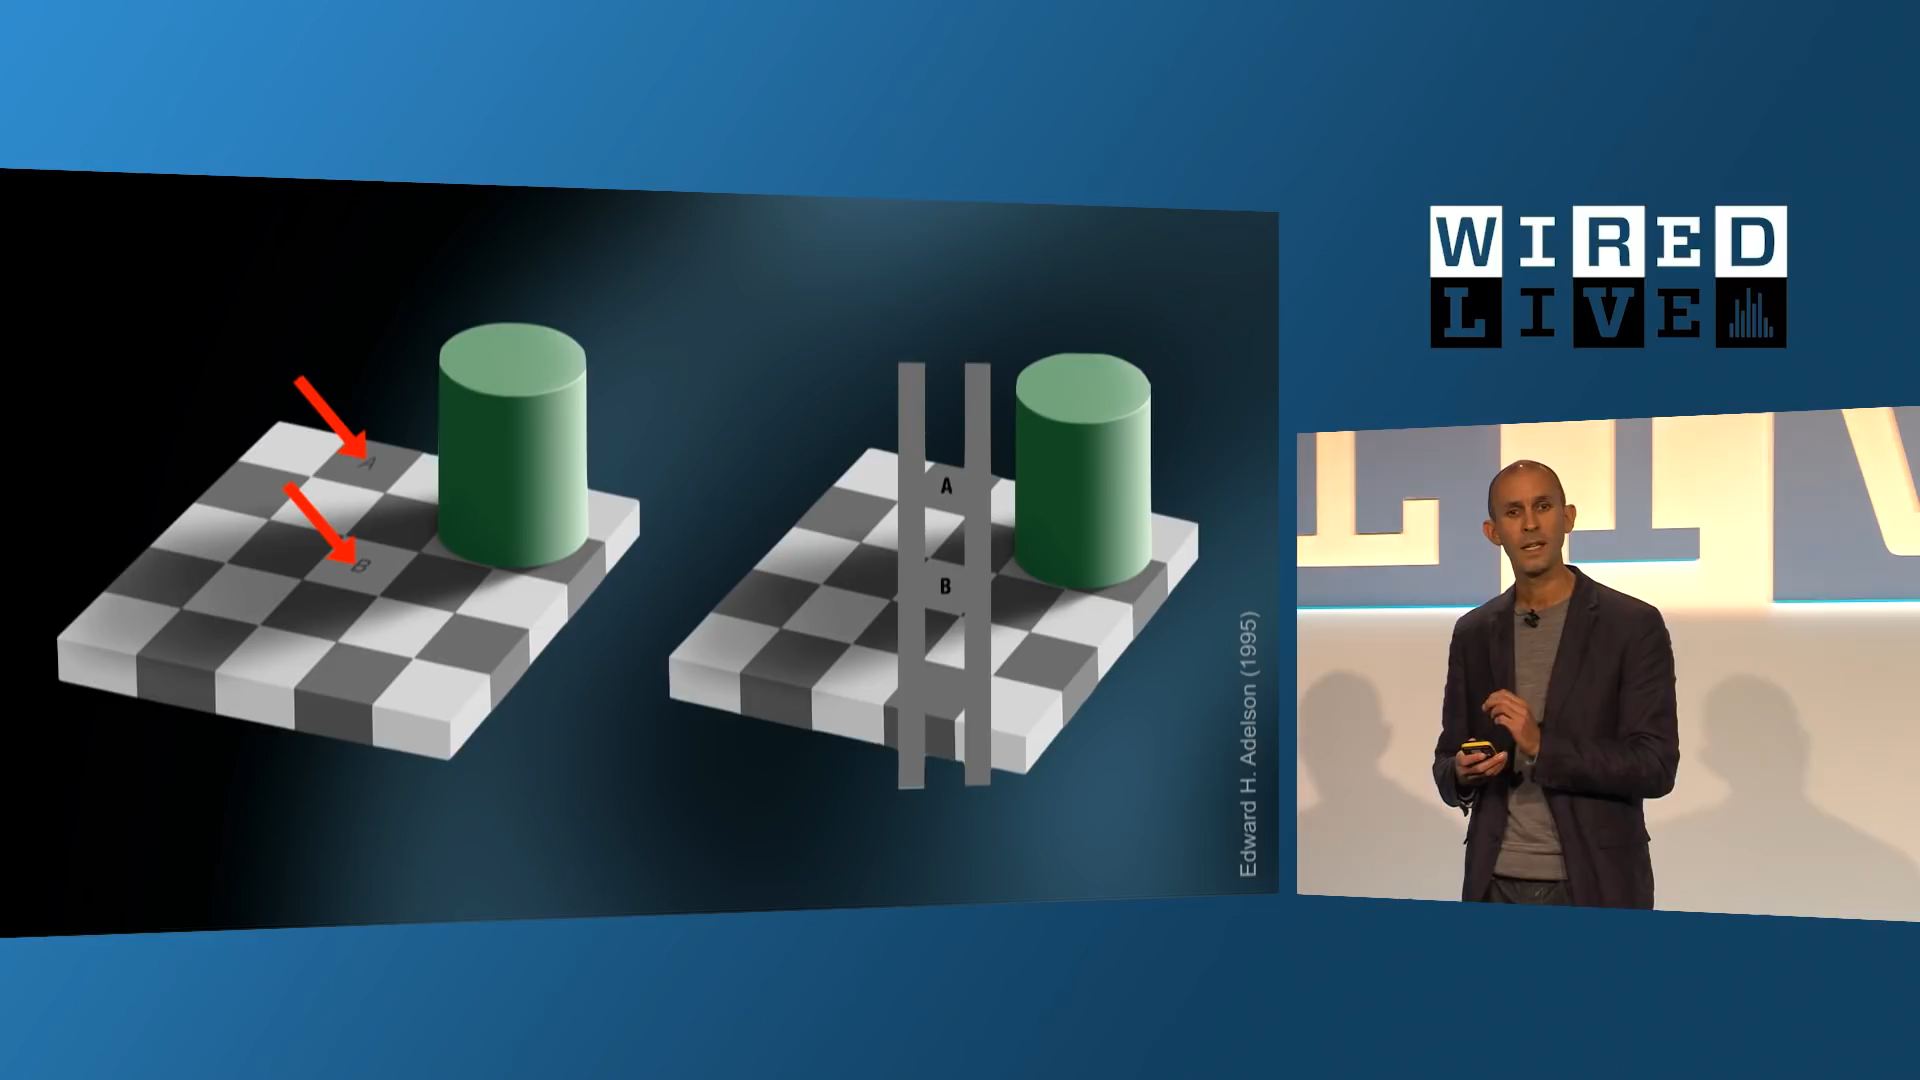 A
B
A
B
Edward H. Adelson (1995)
WIRED
LIVE
L I V